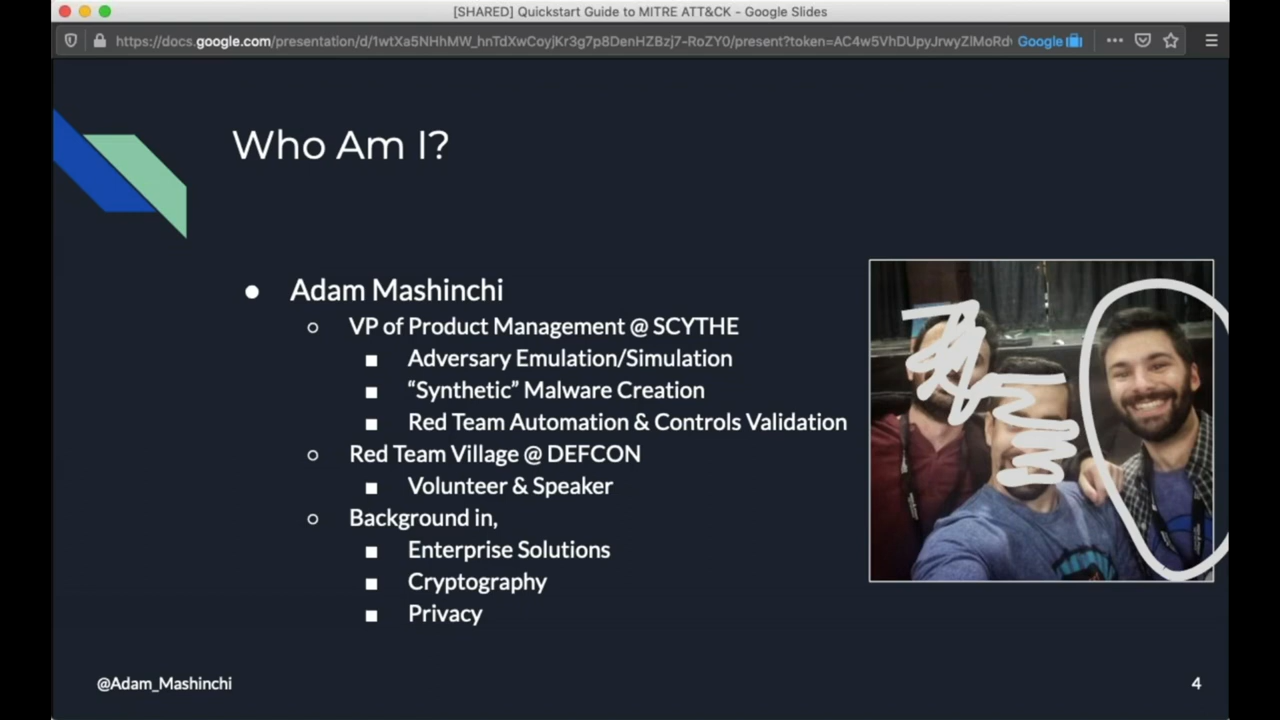 [SHARED] Quickstart Guide to MITRE ATT&CK - Google Slides
https://docs.google.com/presentation/d/1wtXa5NHhMW_hnTdXwCoyjKr3g7p8DenHZBzj7-RoZY0/present?token=AC4w5VhDUpyJrwyZlMoRdv Google
Who Am I?
● Adam Mashinchi
○ VP of Product Management @ SCYTHE
■ Adversary Emulation/Simulation
■ “Synthetic” Malware Creation
■ Red Team Automation & Controls Validation
○ Red Team Village @ DEFCON
■ Volunteer & Speaker
○ Background in,
■ Enterprise Solutions
■ Cryptography
■ Privacy
@Adam_Mashinchi
4